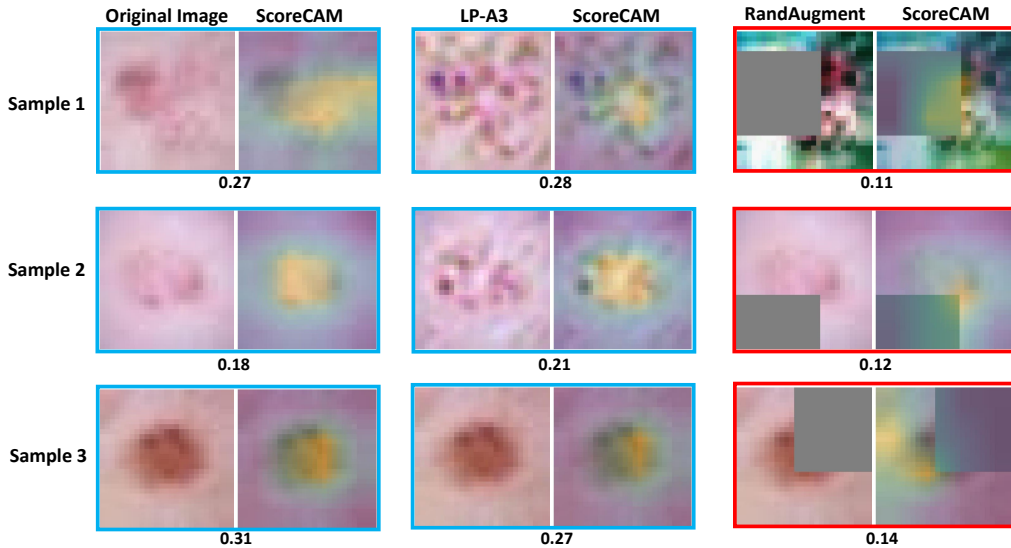 Original Image ScoreCAM LP-A3 ScoreCAM RandAugment ScoreCAM
Sample 1
0.27 0.28 0.11
Sample 2
0.18 0.21 0.12
Sample 3
0.31 0.27 0.14